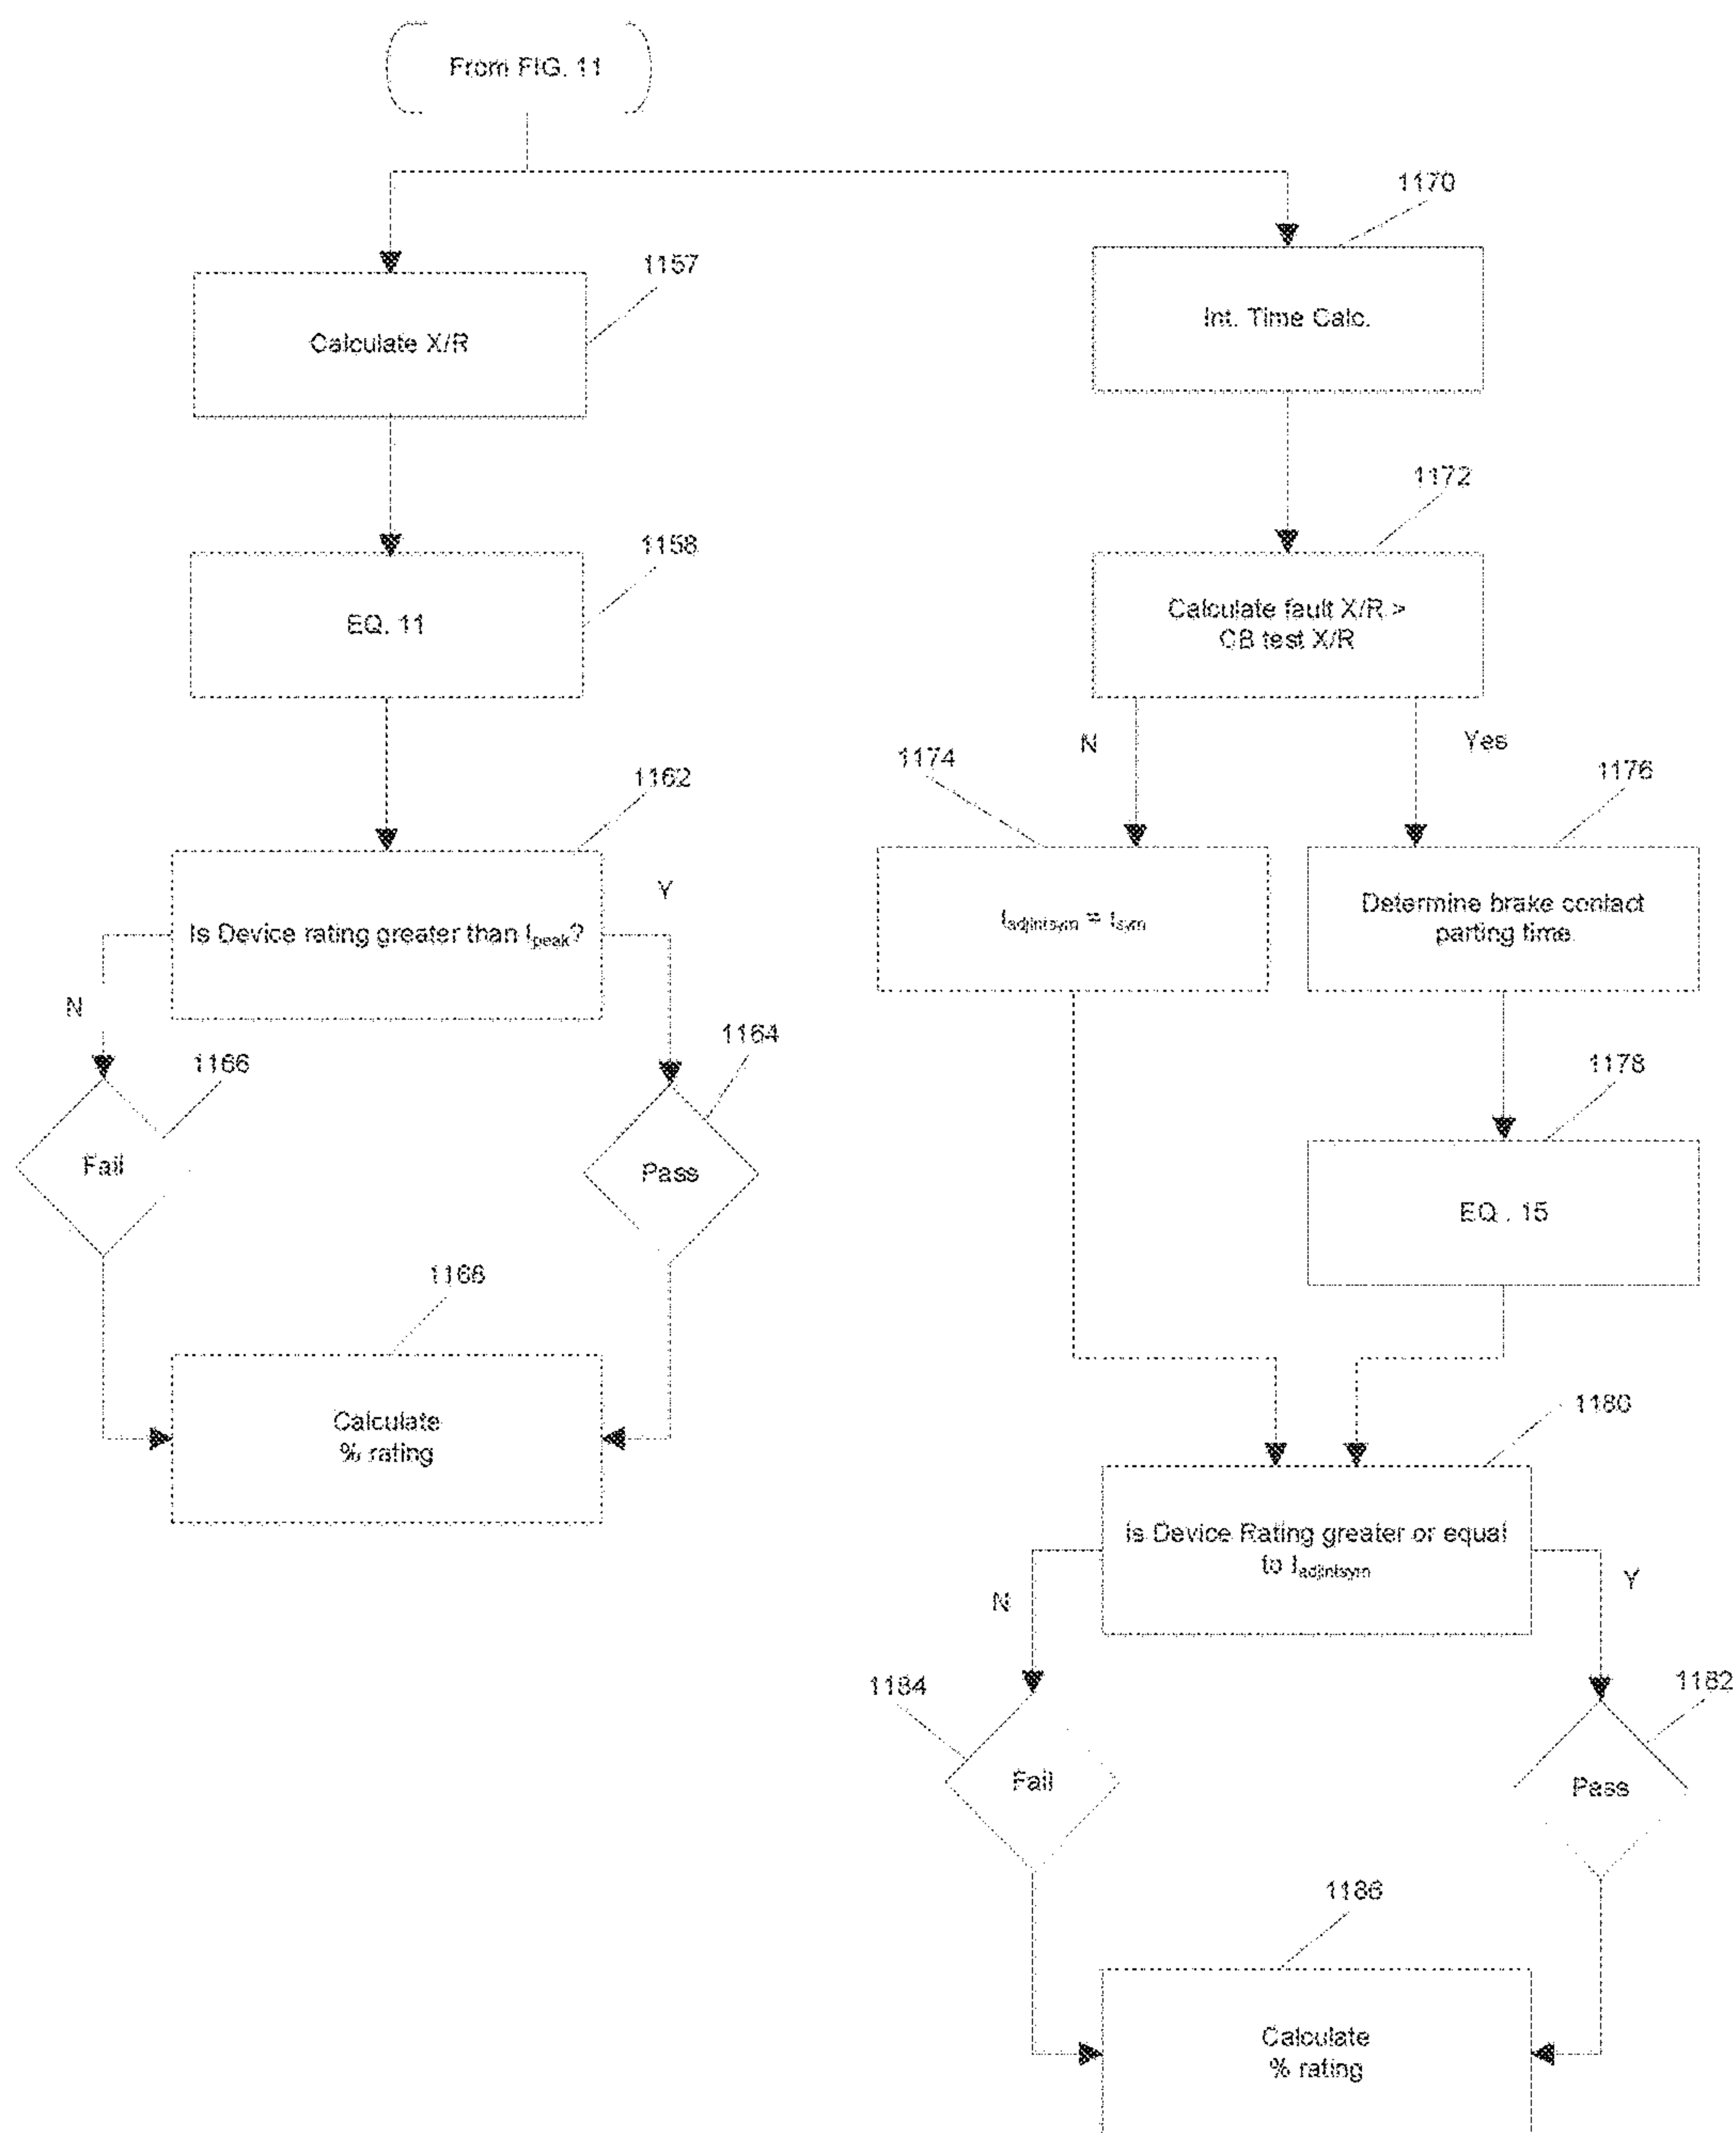 From FIG. 11
1170
1157
Int. Time Calc.
Calculate X/R
1172
1158
Calculate fault X/R >
CB test X/R
EQ. 11
N
Yes
1174
1176
1162
Y
Is Device rating greater than Ipeak?
Iadjintsym = Isym
Determine brake contact
parting time
N
1164
1166
1178
Fail
Pass
EQ . 15
1168
Calculate
% rating
1180
Is Device Rating greater or equal
to Iadjintsym
N
Y
1184
1182
Fail
Pass
1186
Calculate
% rating